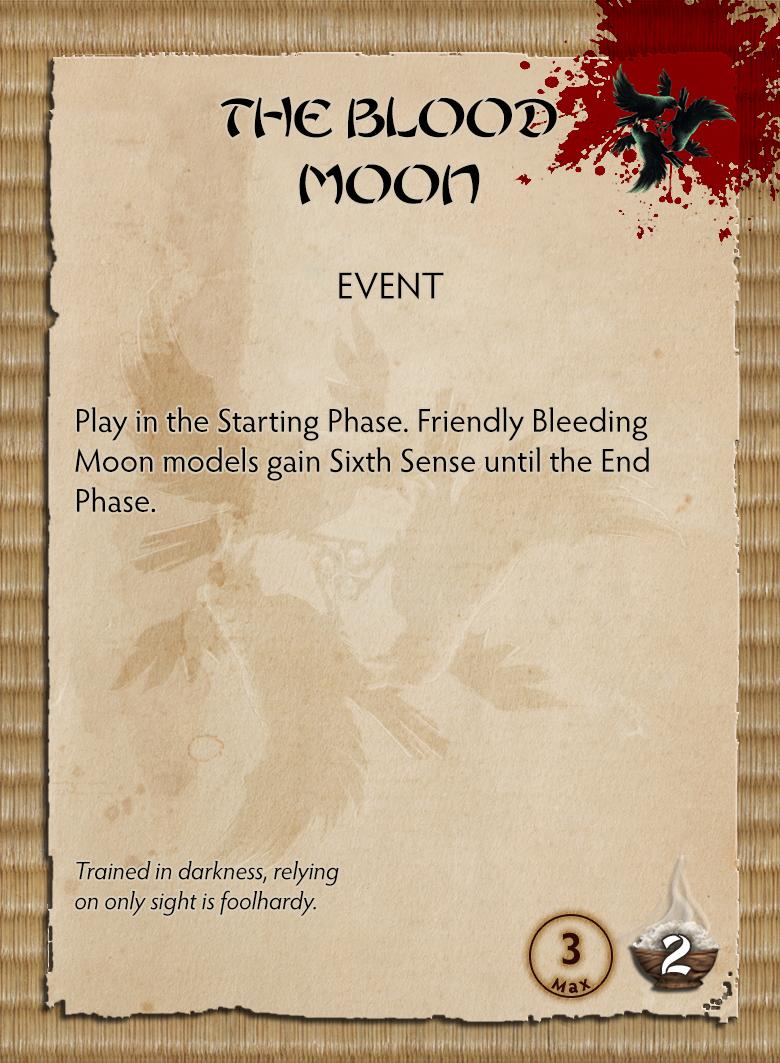 THE BLOOD
MOON
EVENT
Play in the Starting Phase. Friendly Bleeding
Moon models gain Sixth Sense until the End
Phase.
Trained in darkness, relying
on only sight is foolhardy.
3
Max
2